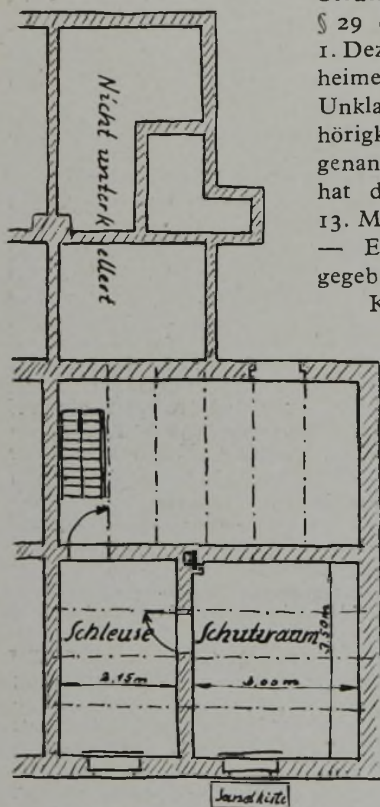 § 29
1. Dez
heime
Unkla
hörigk
genan
hat d
13. M
— E
gegeb
K
Nicht unterkellert
Schleuse
Schutzraum
2,15m
3,00m
3,50m
Sandkiste